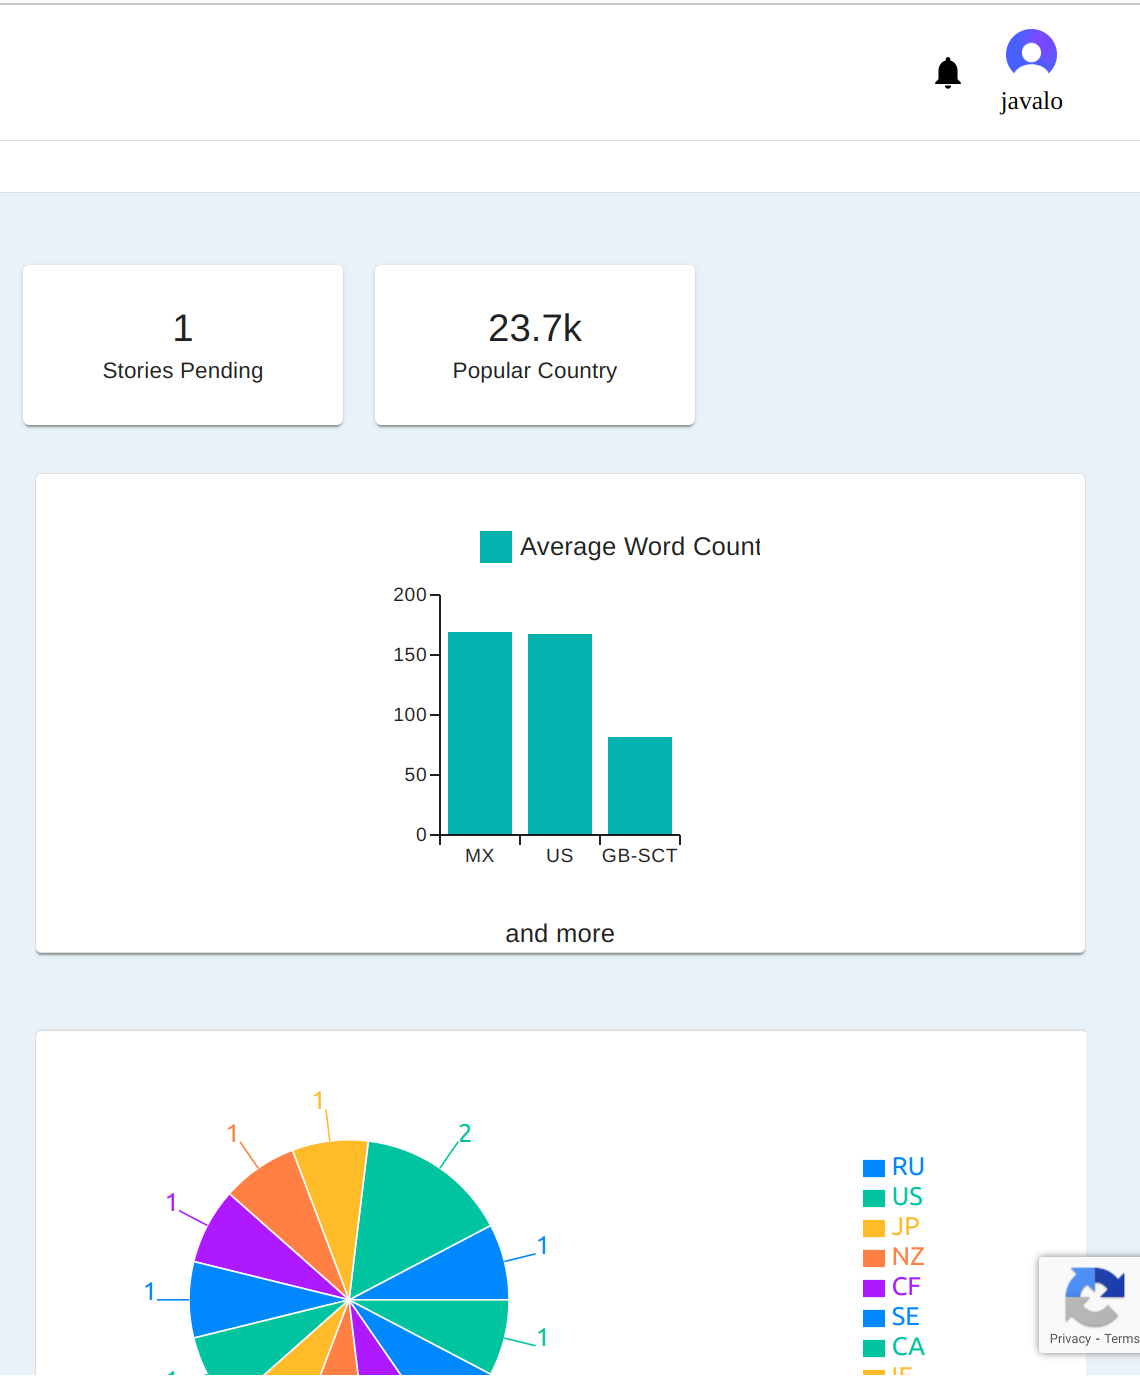 javalo
1
Stories Pending
23.7k
Popular Country
Average Word Count
200
150
100
50
0
MX US GB-SCT
and more
1
2
1
1
1
1
1
RU
US
JP
NZ
CF
SE
CA
Privacy - Terms